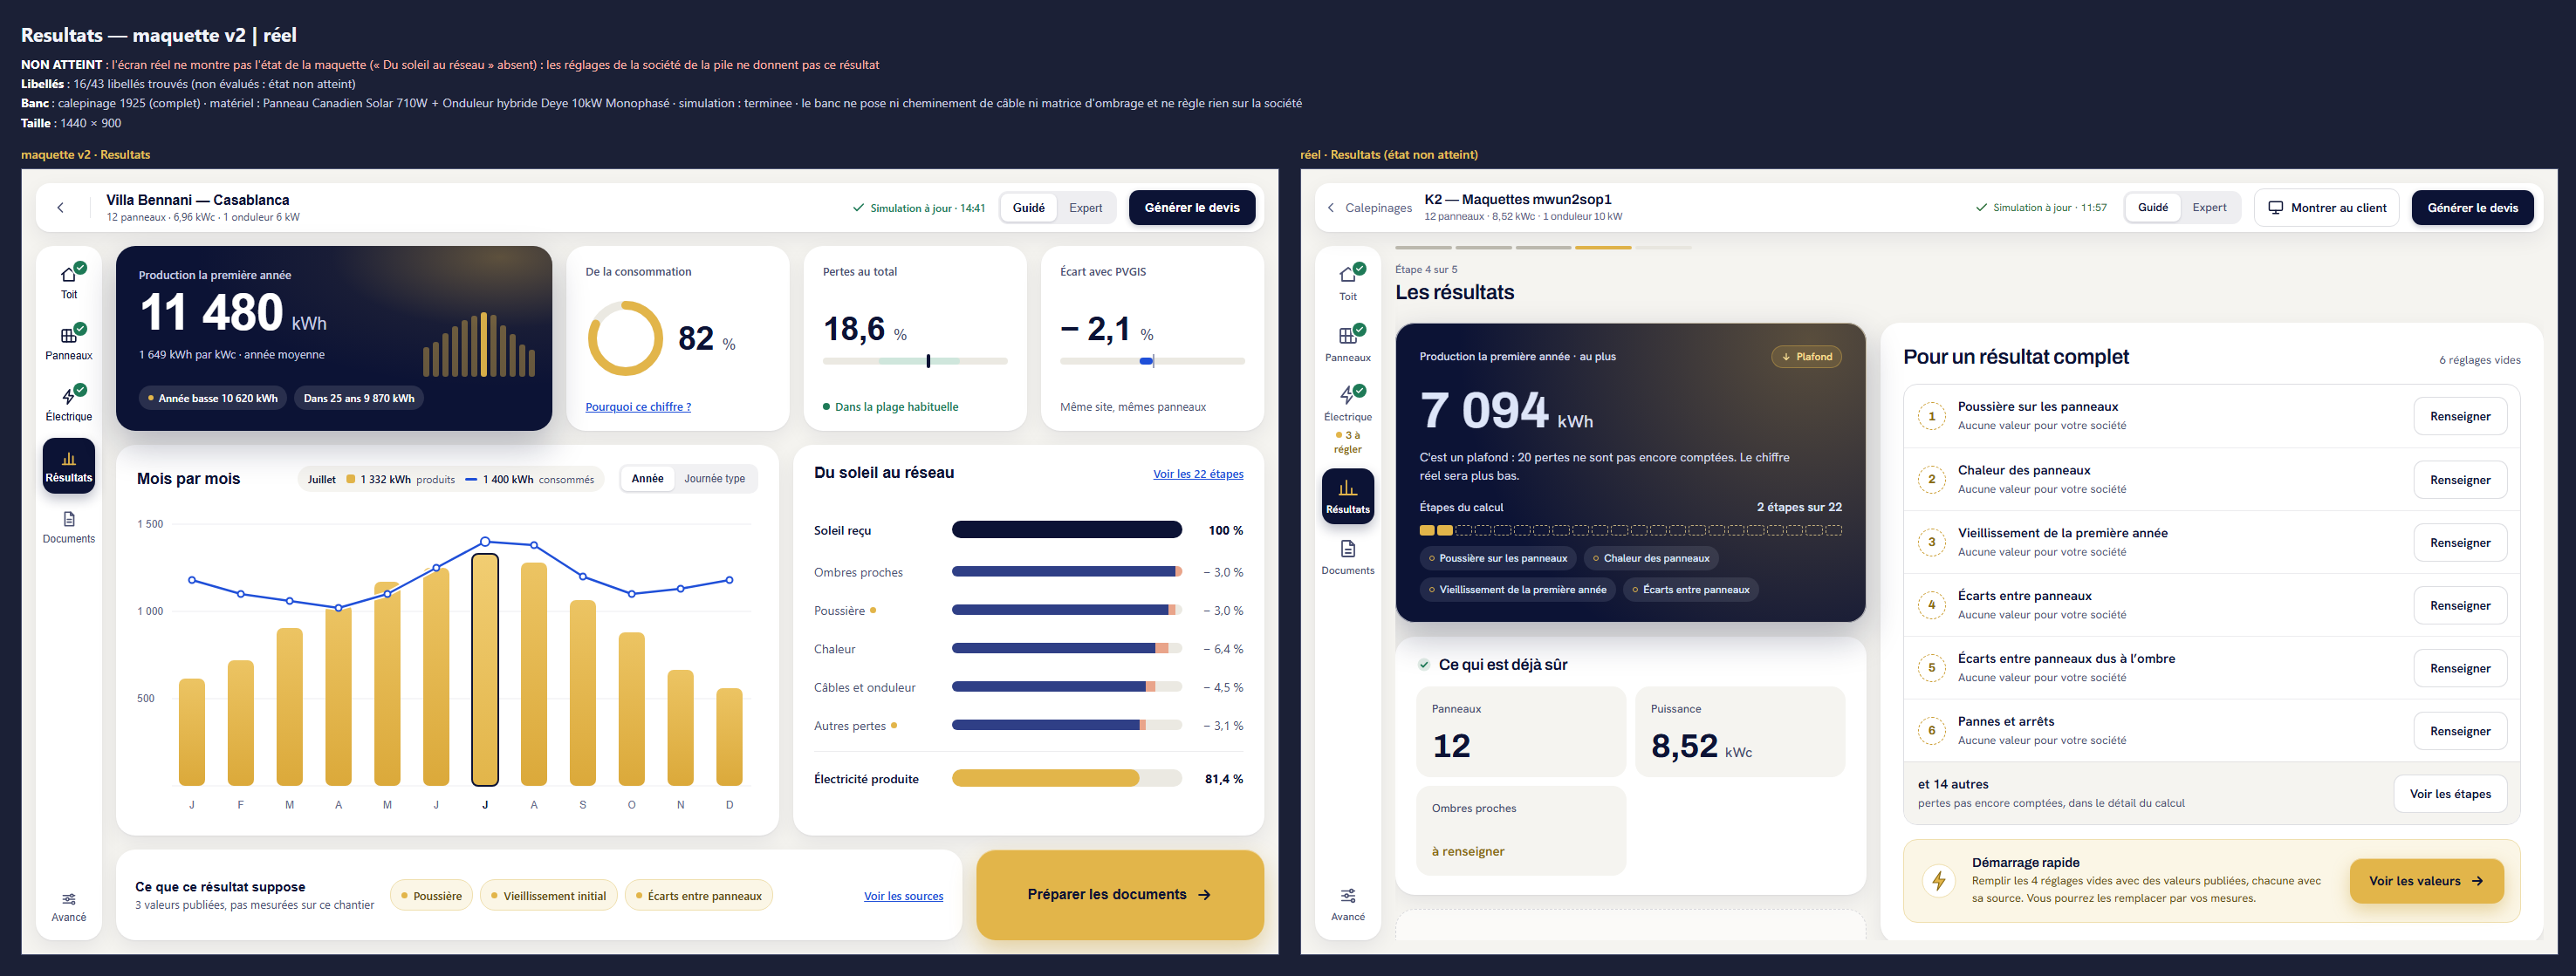 Resultats — maquette v2 | réel
NON ATTEINT : l'écran réel ne montre pas l'état de la maquette (« Du soleil au réseau » absent) : les réglages de la société de la pile ne donnent pas ce résultat
Libellés : 16/43 libellés trouvés (non évalués : état non atteint)
Banc : calepinage 1925 (complet) · matériel : Panneau Canadien Solar 710W + Onduleur hybride Deye 10kW Monophasé · simulation : terminee · le banc ne pose ni cheminement de câble ni matrice d'ombrage et ne règle rien sur la société
Taille : 1440 × 900
maquette v2 · Resultats
Villa Bennani — Casablanca
12 panneaux · 6,96 kWc · 1 onduleur 6 kW
Simulation à jour · 14:41
Guidé
Expert
Générer le devis
Toit
Panneaux
Électrique
Résultats
Documents
Avancé
Production la première année
11 480 kWh
1 649 kWh par kWc · année moyenne
Année basse 10 620 kWh
Dans 25 ans 9 870 kWh
De la consommation
82 %
Pourquoi ce chiffre ?
Pertes au total
18,6 %
Dans la plage habituelle
Écart avec PVGIS
− 2,1 %
Même site, mêmes panneaux
Mois par mois
Juillet 1 332 kWh produits 1 400 kWh consommés
Année
Journée type
1 500
1 000
500
J F M A M J J A S O N D
Du soleil au réseau
Voir les 22 étapes
Soleil reçu 100 %
Ombres proches − 3,0 %
Poussière − 3,0 %
Chaleur − 6,4 %
Câbles et onduleur − 4,5 %
Autres pertes − 3,1 %
Électricité produite 81,4 %
Ce que ce résultat suppose
3 valeurs publiées, pas mesurées sur ce chantier
Poussière
Vieillissement initial
Écarts entre panneaux
Voir les sources
Préparer les documents →
réel · Resultats (état non atteint)
Calepinages
K2 — Maquettes mwun2sop1
12 panneaux · 8,52 kWc · 1 onduleur 10 kW
Simulation à jour · 11:57
Guidé
Expert
Montrer au client
Générer le devis
Toit
Panneaux
Électrique
3 à
régler
Résultats
Documents
Avancé
Étape 4 sur 5
Les résultats
Production la première année · au plus
↓ Plafond
7 094 kWh
C'est un plafond : 20 pertes ne sont pas encore comptées. Le chiffre
réel sera plus bas.
Étapes du calcul
2 étapes sur 22
Poussière sur les panneaux
Chaleur des panneaux
Vieillissement de la première année
Écarts entre panneaux
Ce qui est déjà sûr
Panneaux
12
Puissance
8,52 kWc
Ombres proches
à renseigner
Pour un résultat complet
6 réglages vides
1
Poussière sur les panneaux
Aucune valeur pour votre société
Renseigner
2
Chaleur des panneaux
Aucune valeur pour votre société
Renseigner
3
Vieillissement de la première année
Aucune valeur pour votre société
Renseigner
4
Écarts entre panneaux
Aucune valeur pour votre société
Renseigner
5
Écarts entre panneaux dus à l’ombre
Aucune valeur pour votre société
Renseigner
6
Pannes et arrêts
Aucune valeur pour votre société
Renseigner
et 14 autres
pertes pas encore comptées, dans le détail du calcul
Voir les étapes
Démarrage rapide
Remplir les 4 réglages vides avec des valeurs publiées, chacune avec
sa source. Vous pourrez les remplacer par vos mesures.
Voir les valeurs →